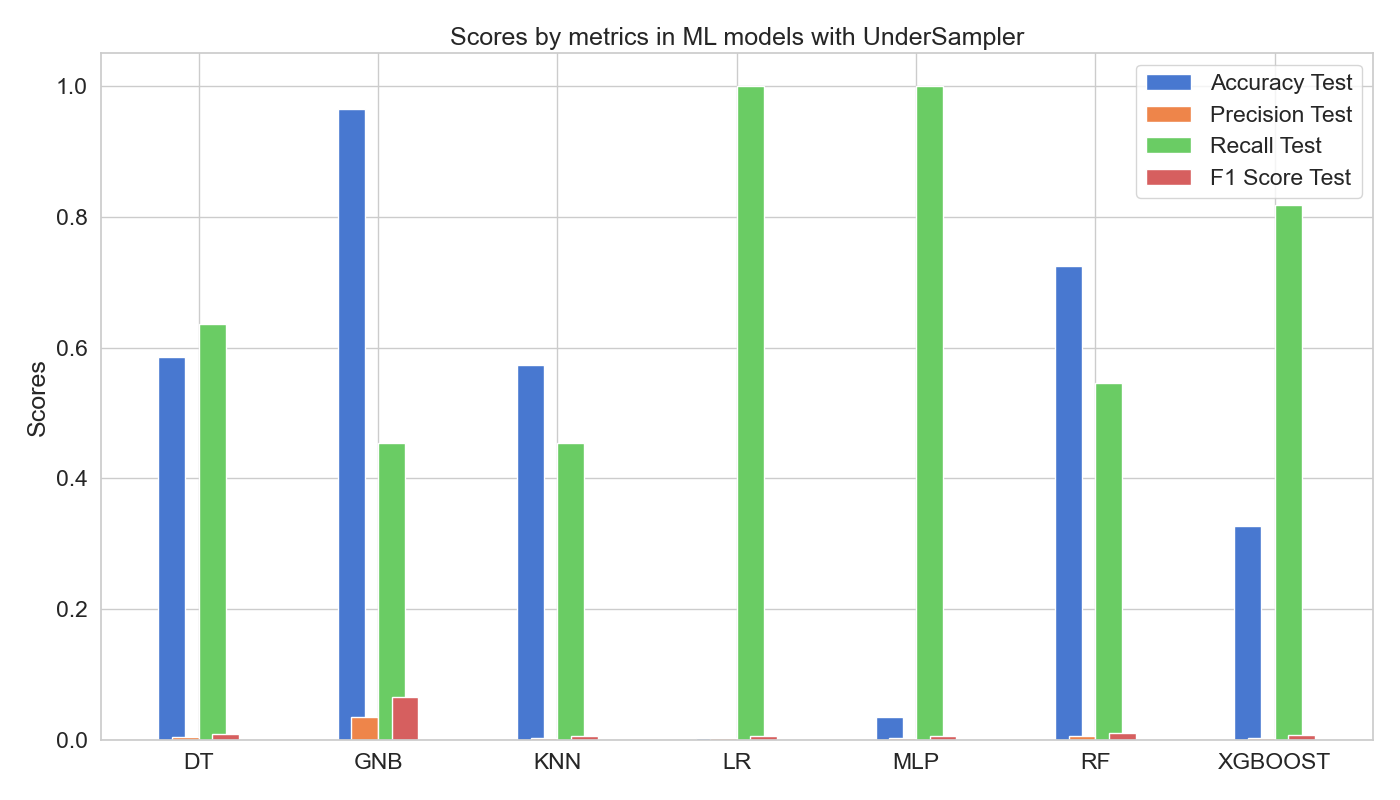 Scores by metrics in ML models with UnderSampler
Accuracy Test
Precision Test
Recall Test
F1 Score Test
Scores
1.0
0.8
0.6
0.4
0.2
0.0
DT GNB KNN LR MLP RF XGBOOST